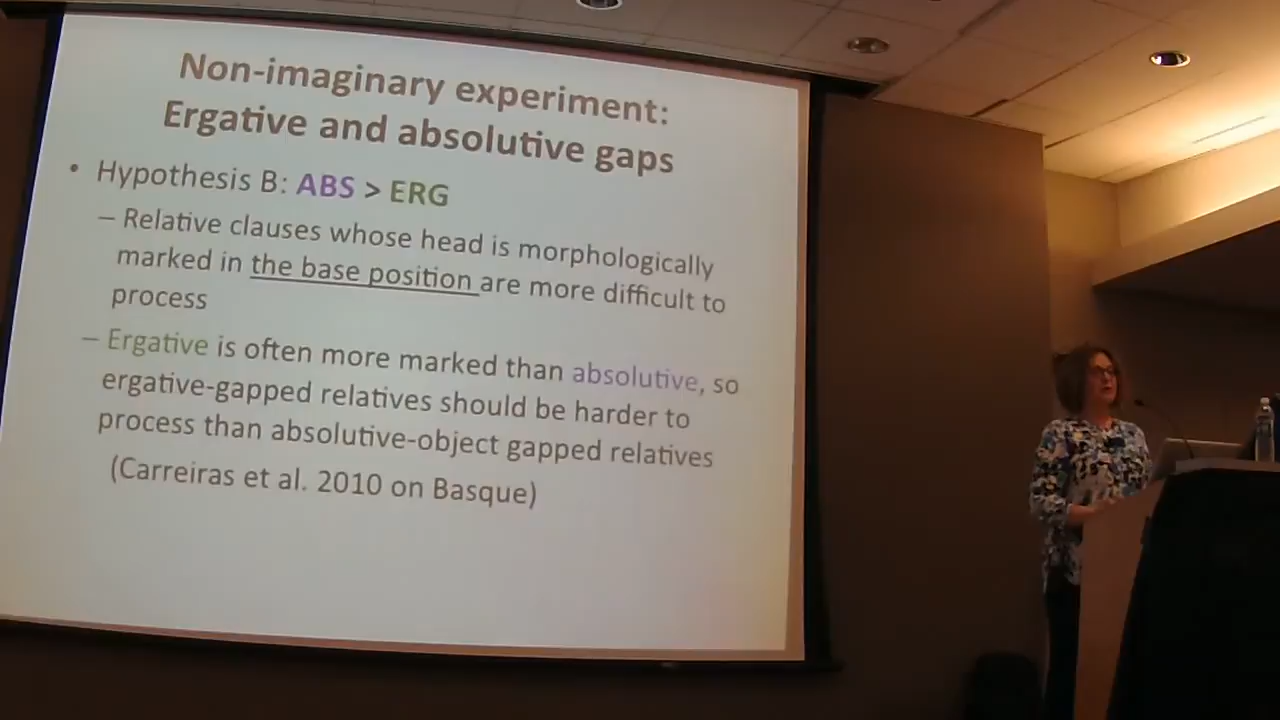 Non-imaginary experiment:
Ergative and absolutive gaps
• Hypothesis B: ABS > ERG
– Relative clauses whose head is morphologically
marked in the base position are more difficult to
process
– Ergative is often more marked than absolutive, so
ergative-gapped relatives should be harder to
process than absolutive-object gapped relatives
(Carreiras et al. 2010 on Basque)